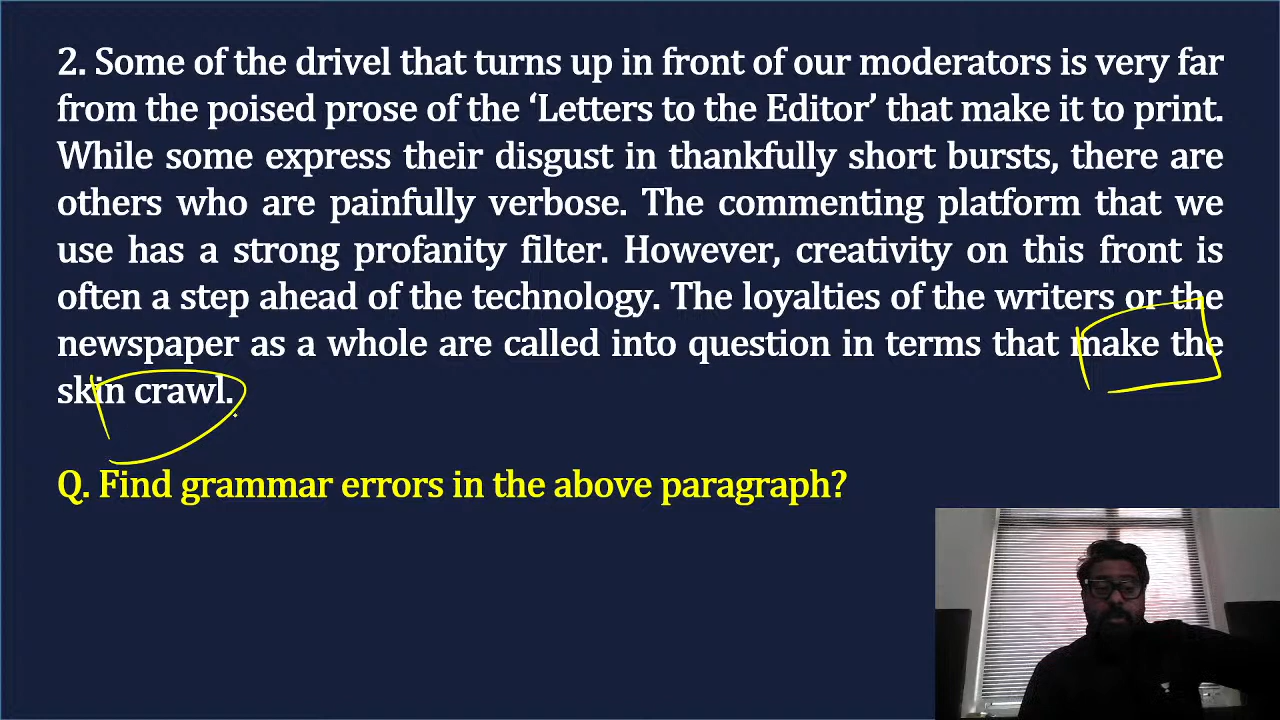 2. Some of the drivel that turns up in front of our moderators is very far
from the poised prose of the ‘Letters to the Editor’ that make it to print.
While some express their disgust in thankfully short bursts, there are
others who are painfully verbose. The commenting platform that we
use has a strong profanity filter. However, creativity on this front is
often a step ahead of the technology. The loyalties of the writers or the
newspaper as a whole are called into question in terms that make the
skin crawl.
Q. Find grammar errors in the above paragraph?